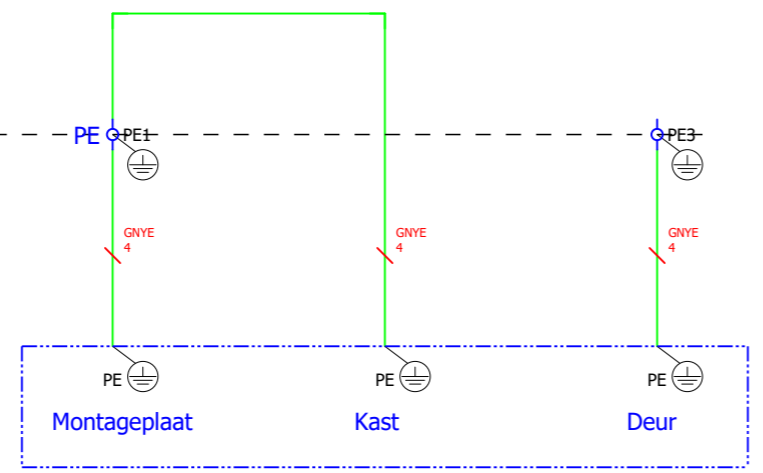 PE PE1 PE3
GNYE GNYE GNYE
4 4 4
PE PE PE
Montageplaat Kast Deur